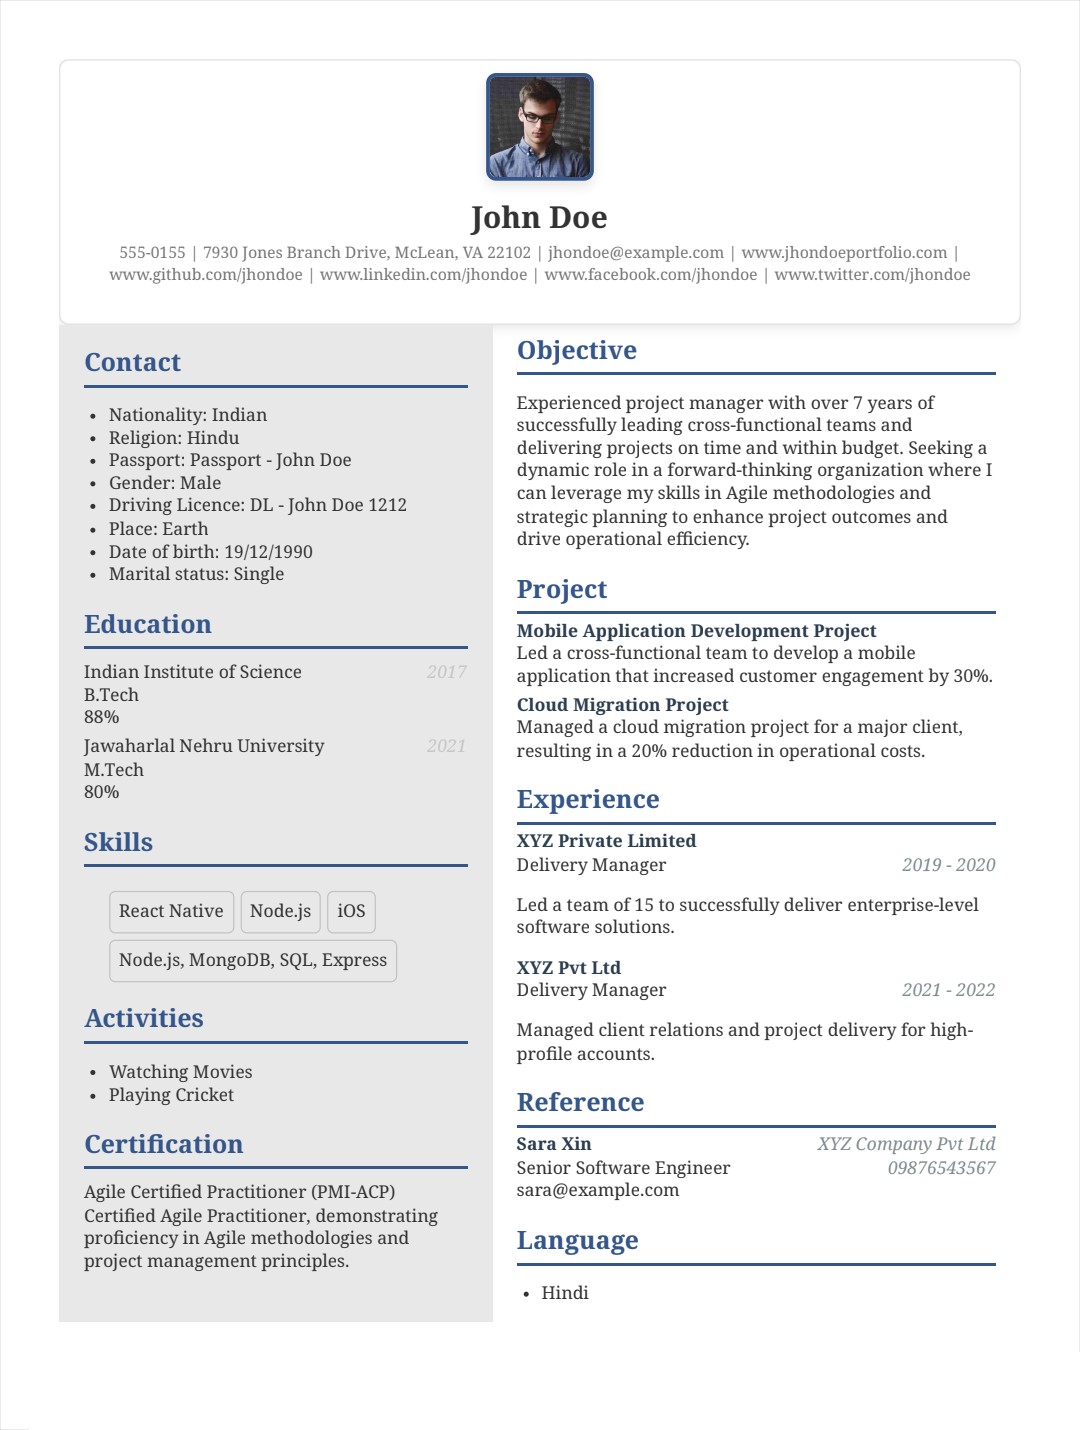 John Doe
555-0155 | 7930 Jones Branch Drive, McLean, VA 22102 | jhondoe@example.com | www.jhondoeportfolio.com |
www.github.com/jhondoe | www.linkedin.com/jhondoe | www.facebook.com/jhondoe | www.twitter.com/jhondoe
Contact
• Nationality: Indian
• Religion: Hindu
• Passport: Passport - John Doe
• Gender: Male
• Driving Licence: DL - John Doe 1212
• Place: Earth
• Date of birth: 19/12/1990
• Marital status: Single
Education
Indian Institute of Science 2017
B.Tech
88%
Jawaharlal Nehru University 2021
M.Tech
80%
Skills
React Native Node.js iOS
Node.js, MongoDB, SQL, Express
Activities
• Watching Movies
• Playing Cricket
Certification
Agile Certified Practitioner (PMI-ACP)
Certified Agile Practitioner, demonstrating
proficiency in Agile methodologies and
project management principles.
Objective
Experienced project manager with over 7 years of
successfully leading cross-functional teams and
delivering projects on time and within budget. Seeking a
dynamic role in a forward-thinking organization where I
can leverage my skills in Agile methodologies and
strategic planning to enhance project outcomes and
drive operational efficiency.
Project
Mobile Application Development Project
Led a cross-functional team to develop a mobile
application that increased customer engagement by 30%.
Cloud Migration Project
Managed a cloud migration project for a major client,
resulting in a 20% reduction in operational costs.
Experience
XYZ Private Limited
Delivery Manager 2019 - 2020
Led a team of 15 to successfully deliver enterprise-level
software solutions.
XYZ Pvt Ltd
Delivery Manager 2021 - 2022
Managed client relations and project delivery for high-
profile accounts.
Reference
Sara Xin XYZ Company Pvt Ltd
Senior Software Engineer 09876543567
sara@example.com
Language
• Hindi